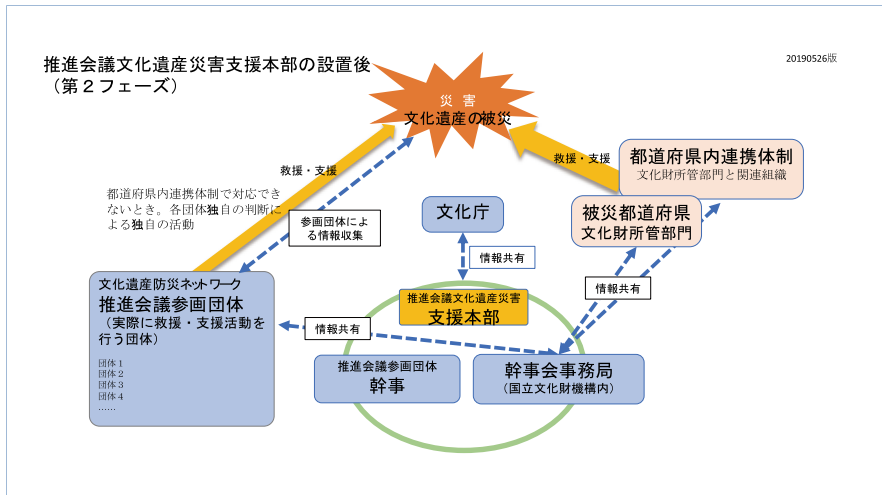 推進会議文化遺産災害支援本部の設置後
（第２フェーズ）
20190526版
災 害
文化遺産の被災
救援・支援
救援・支援
都道府県内連携体制
文化財所管部門と関連組織
都道府県内連携体制で対応でき
ないとき。各団体独自の判断に
よる独自の活動
参画団体によ
る情報収集
文化庁
被災都道府県
文化財所管部門
情報共有
情報共有
文化遺産防災ネットワーク
推進会議参画団体
（実際に救援・支援活動を
行う団体）
団体１
団体２
団体３
団体４
……
推進会議文化遺産災害
支援本部
情報共有
推進会議参画団体
幹事
幹事会事務局
（国立文化財機構内）